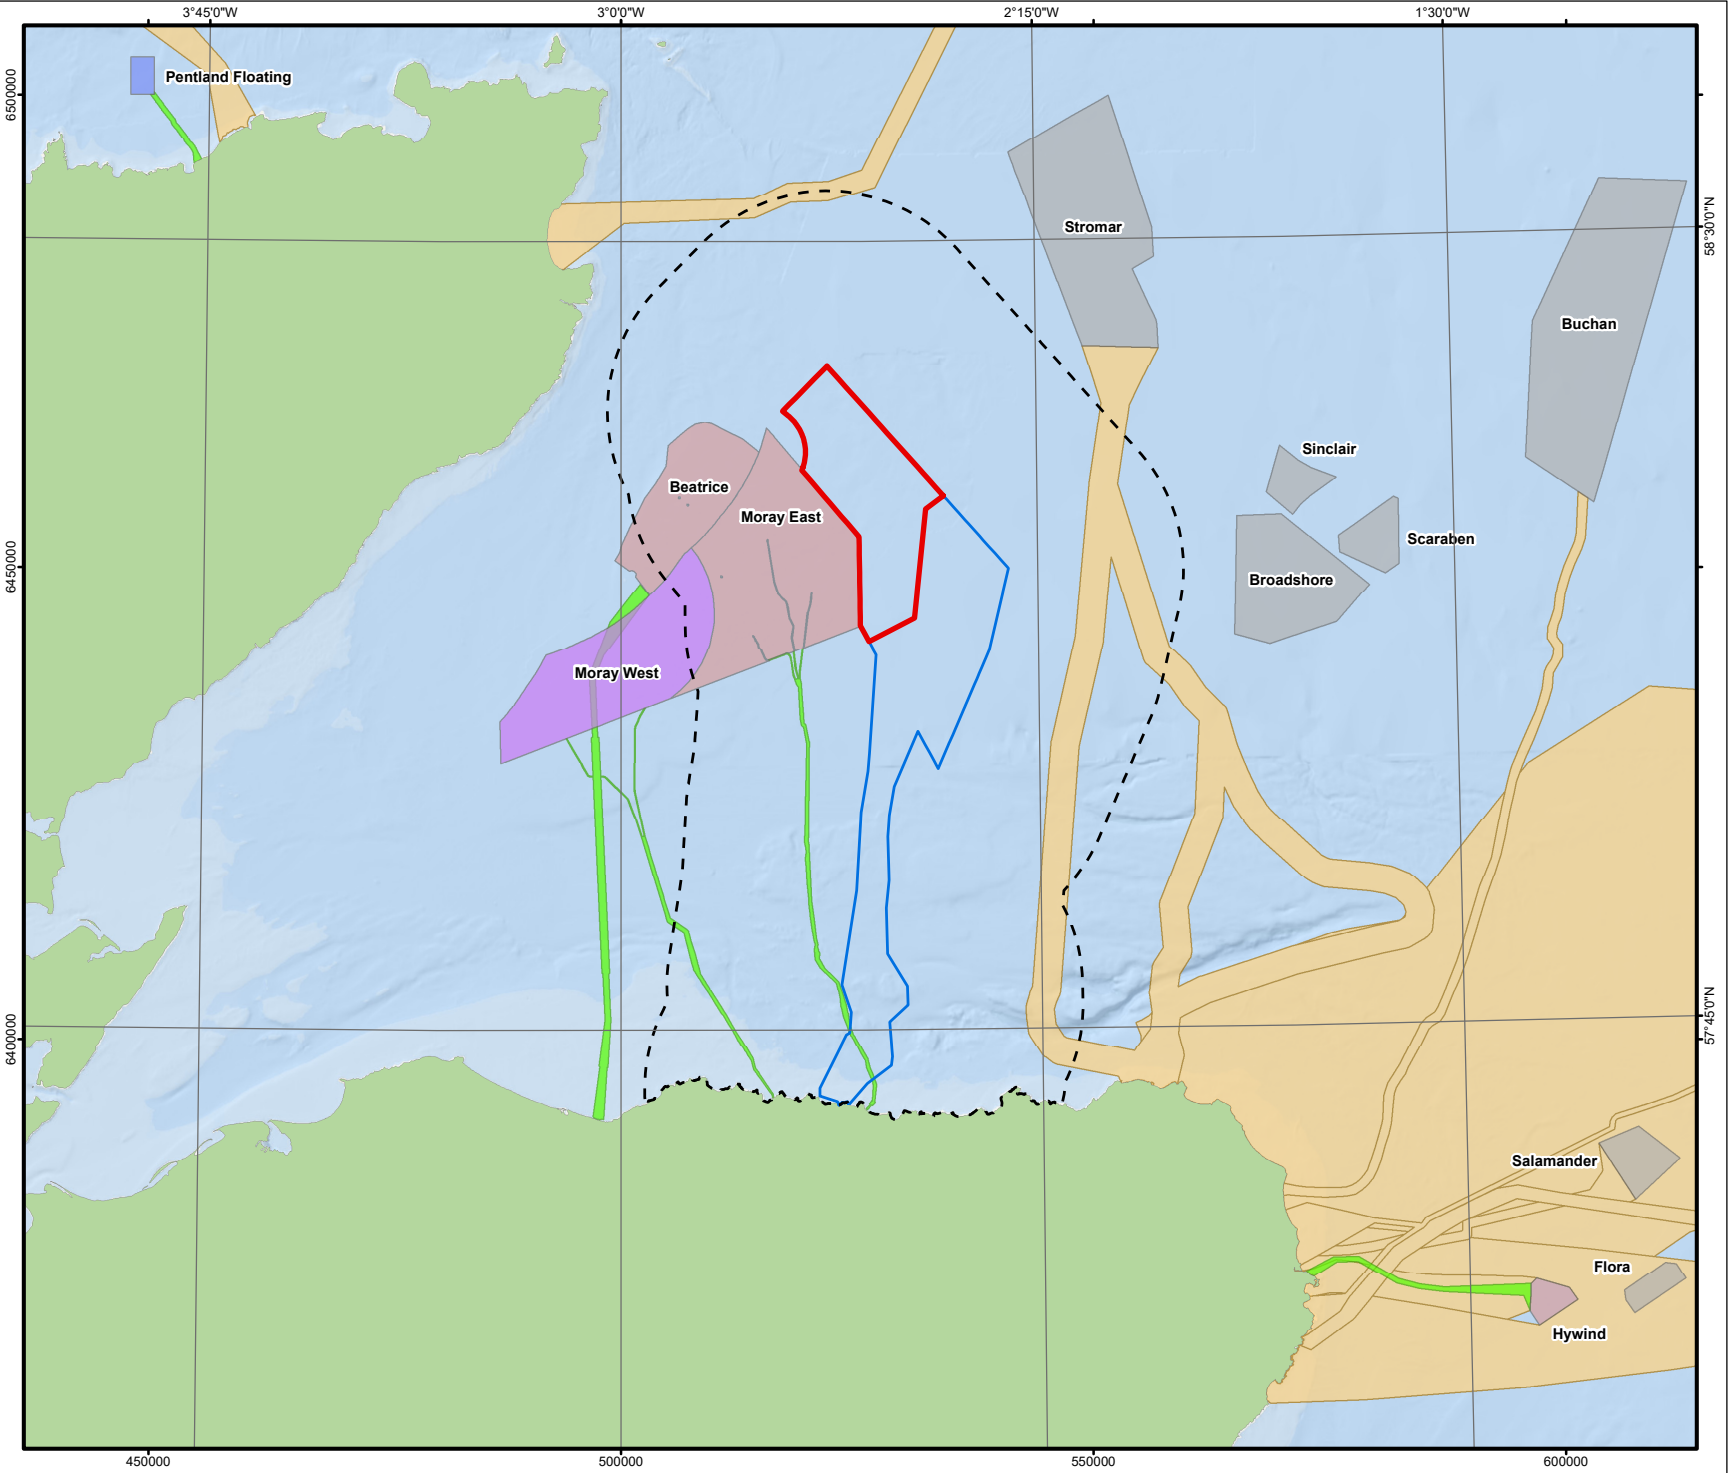 3°45'0"W
3°0'0"W
2°15'0"W
1°30'0"W
Pentland Floating
6500000
58°30'0"N
Stromar
Buchan
Sinclair
Beatrice
Moray East
Scaraben
6450000
Broadshore
Moray West
57°45'0"N
6400000
Salamander
Flora
Hywind
450000
500000
550000
600000